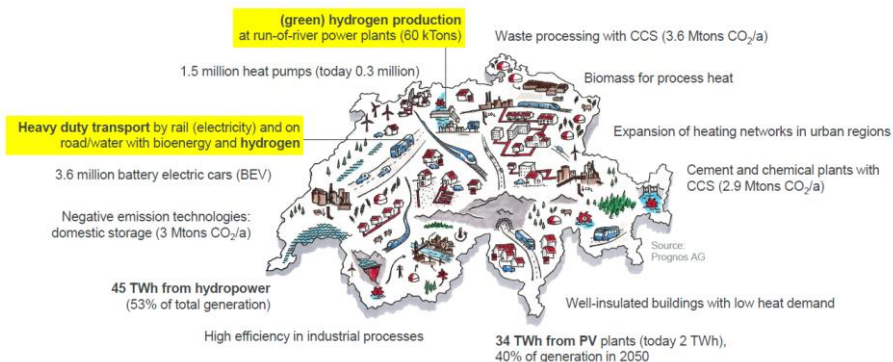 (green) hydrogen production
at run-of-river power plants (60 kTons)
Waste processing with CCS (3.6 Mtons CO₂/a)
1.5 million heat pumps (today 0.3 million)
Biomass for process heat
Heavy duty transport by rail (electricity) and on
road/water with bioenergy and hydrogen
Expansion of heating networks in urban regions
3.6 million battery electric cars (BEV)
Cement and chemical plants with
CCS (2.9 Mtons CO₂/a)
Negative emission technologies:
domestic storage (3 Mtons CO₂/a)
Source:
Prognos AG
45 TWh from hydropower
(53% of total generation)
Well-insulated buildings with low heat demand
High efficiency in industrial processes
34 TWh from PV plants (today 2 TWh),
40% of generation in 2050